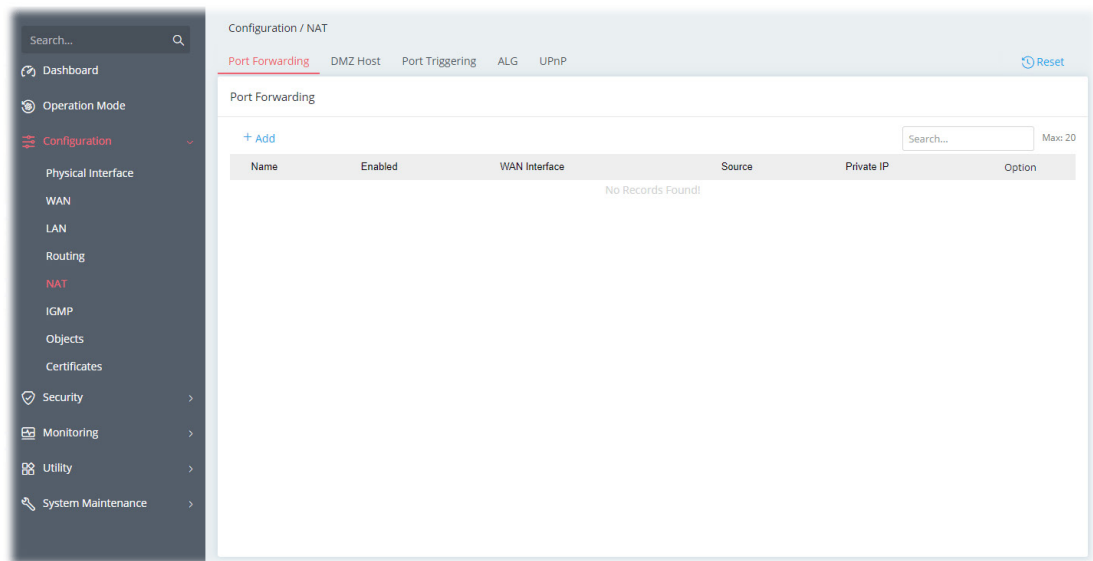 Search...
Dashboard
Operation Mode
Configuration
Physical Interface
WAN
LAN
Routing
NAT
IGMP
Objects
Certificates
Security
Monitoring
Utility
System Maintenance
Configuration / NAT
Port Forwarding DMZ Host Port Triggering ALG UPnP Reset
Port Forwarding
+ Add Search... Max: 20
Name Enabled WAN Interface Source Private IP Option
No Records Found!